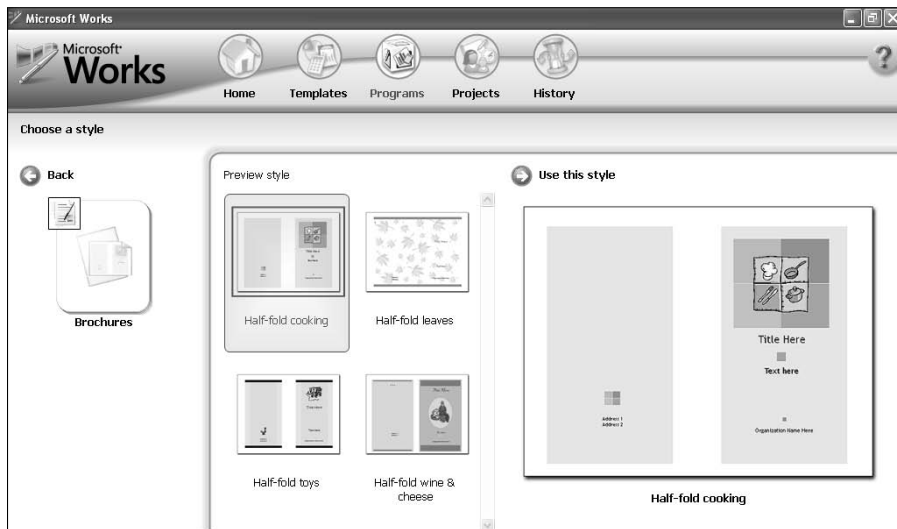 Microsoft Works
Microsoft®
Works
Home
Templates
Programs
Projects
History
?
Choose a style
Back
Brochures
Preview style
Half-fold cooking
Half-fold leaves
Half-fold toys
Half-fold wine &
cheese
Use this style
Title Here
Text here
Address 1
Address 2
Organization Name Here
Half-fold cooking